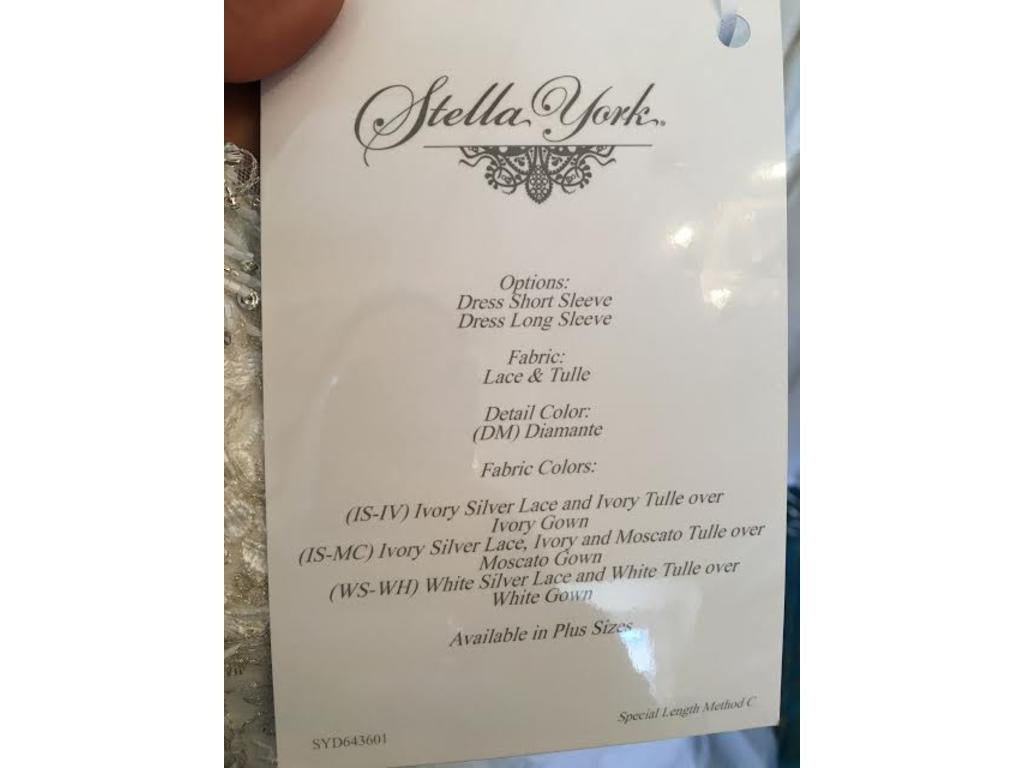 Stella York®
Options:
Dress Short Sleeve
Dress Long Sleeve
Fabric:
Lace & Tulle
Detail Color:
(DM) Diamante
Fabric Colors:
(IS-IV) Ivory Silver Lace and Ivory Tulle over
Ivory Gown
(IS-MC) Ivory Silver Lace, Ivory and Moscato Tulle over
Moscato Gown
(WS-WH) White Silver Lace and White Tulle over
White Gown
Available in Plus Sizes
Special Length Method C
SYD643601